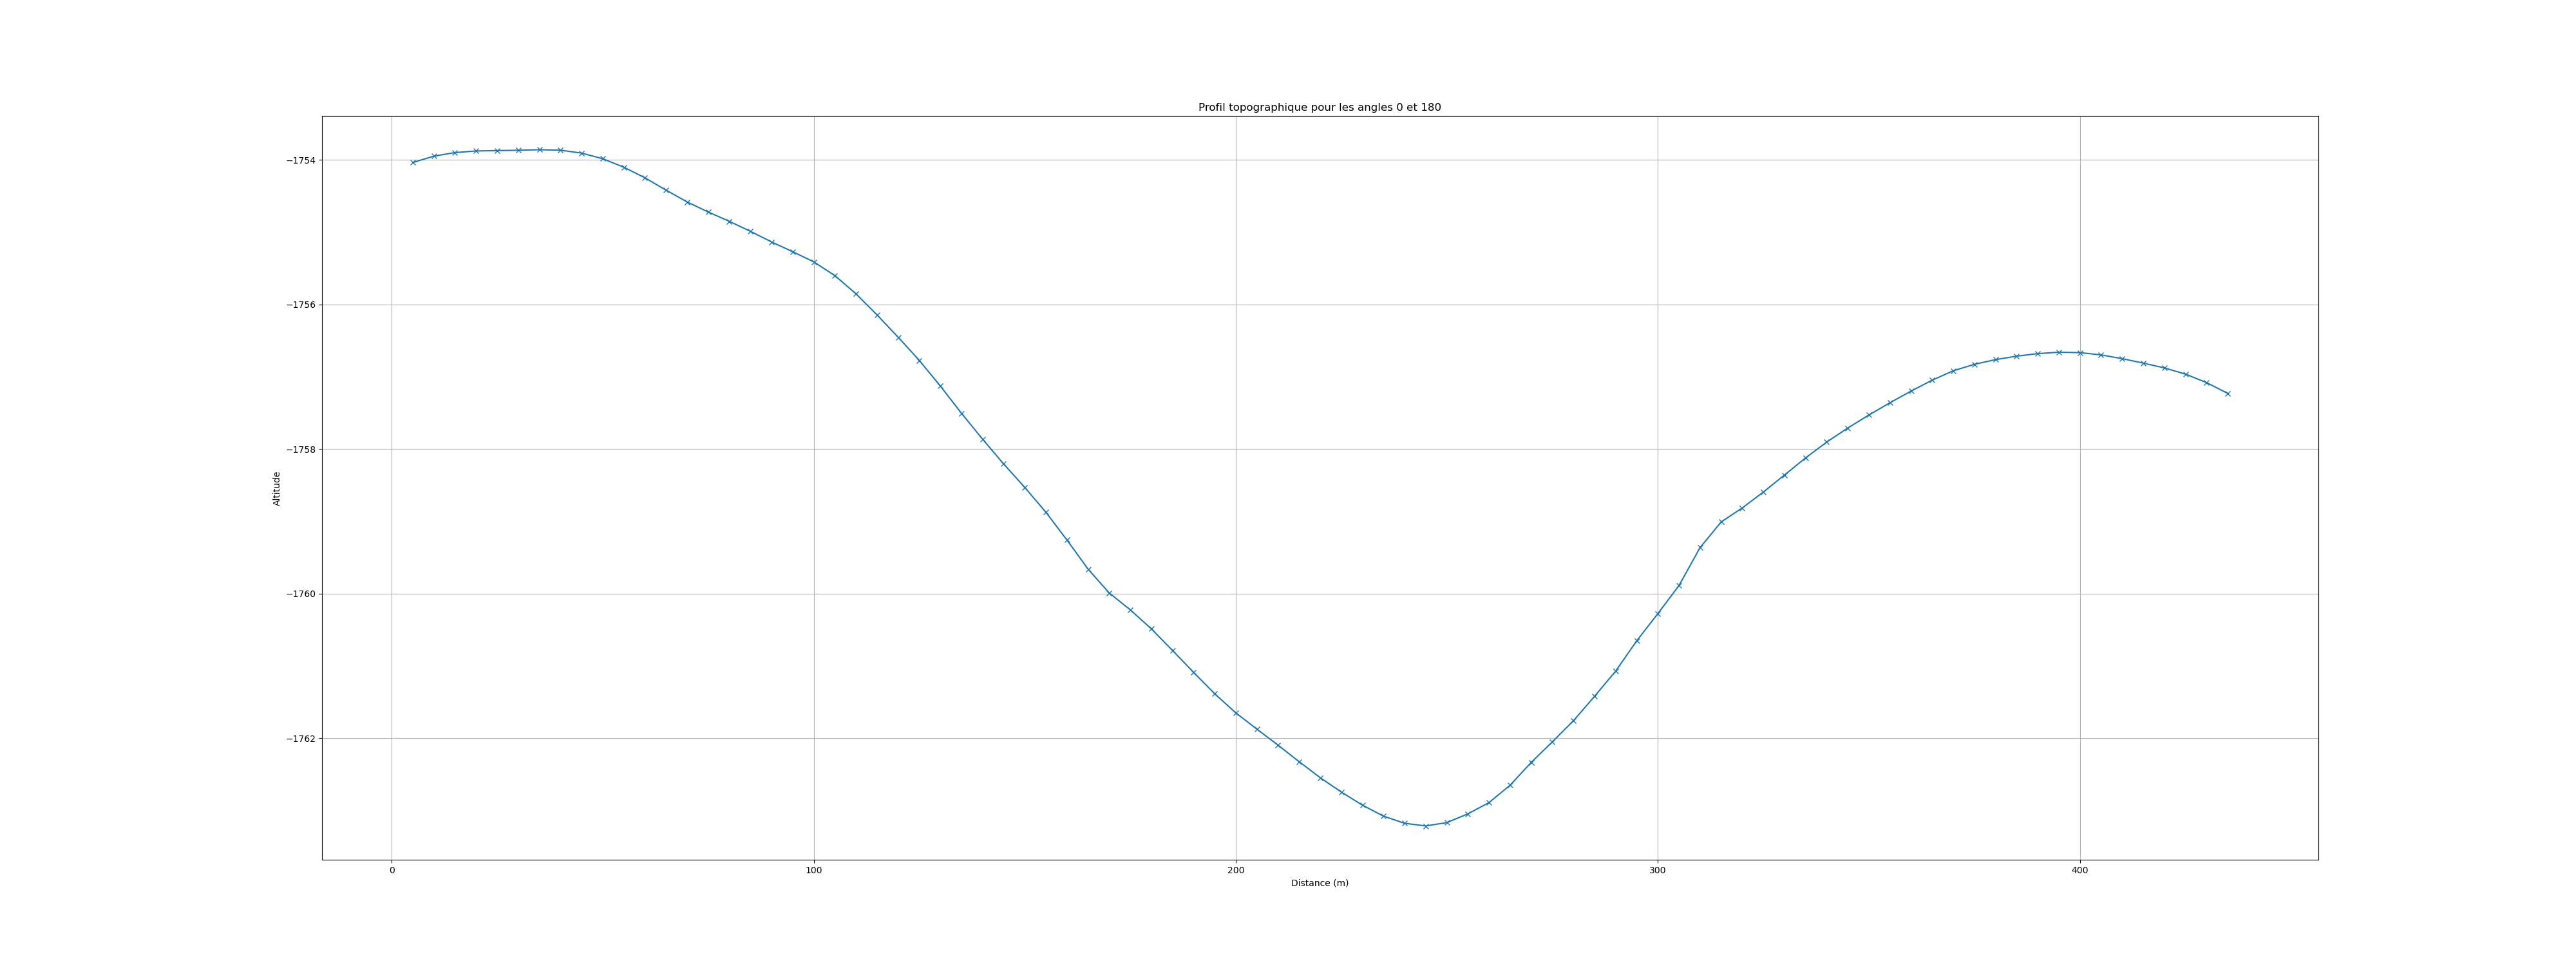 Profil topographique pour les angles 0 et 180
−1754
−1756
−1758
−1760
−1762
Altitude
0 100 200 300 400
Distance (m)